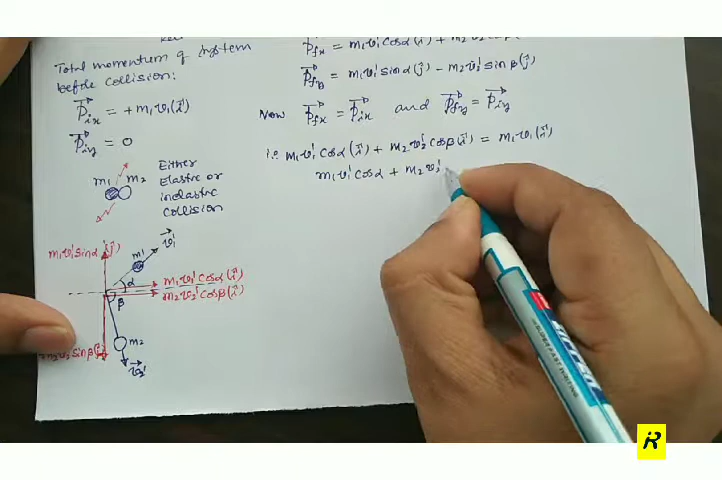 Total momentum of system
before collision:
P⃗ix = + m₁v₁(i⃗)
P⃗iy = 0
m₁ m₂
Either
elastic or
inelastic
collision
m₁v₁' sinα (j⃗)
v⃗₁'
m₁
α
m₁v₁' cosα (i⃗)
β
m₂v₂' cosβ (i⃗)
m₂
v⃗₂'
sinβ
P⃗fx = m₁v₁' cosα (i⃗) + m₂v₂'
P⃗fy = m₁v₁' sinα (j⃗) - m₂v₂' sinβ (j⃗)
Now P⃗fx = P⃗ix and P⃗fy = P⃗iy
i.e. m₁v₁' cosα (i⃗) + m₂v₂' cosβ (i⃗) = m₁v₁ (i⃗)
m₁v₁' cosα + m₂v₂'